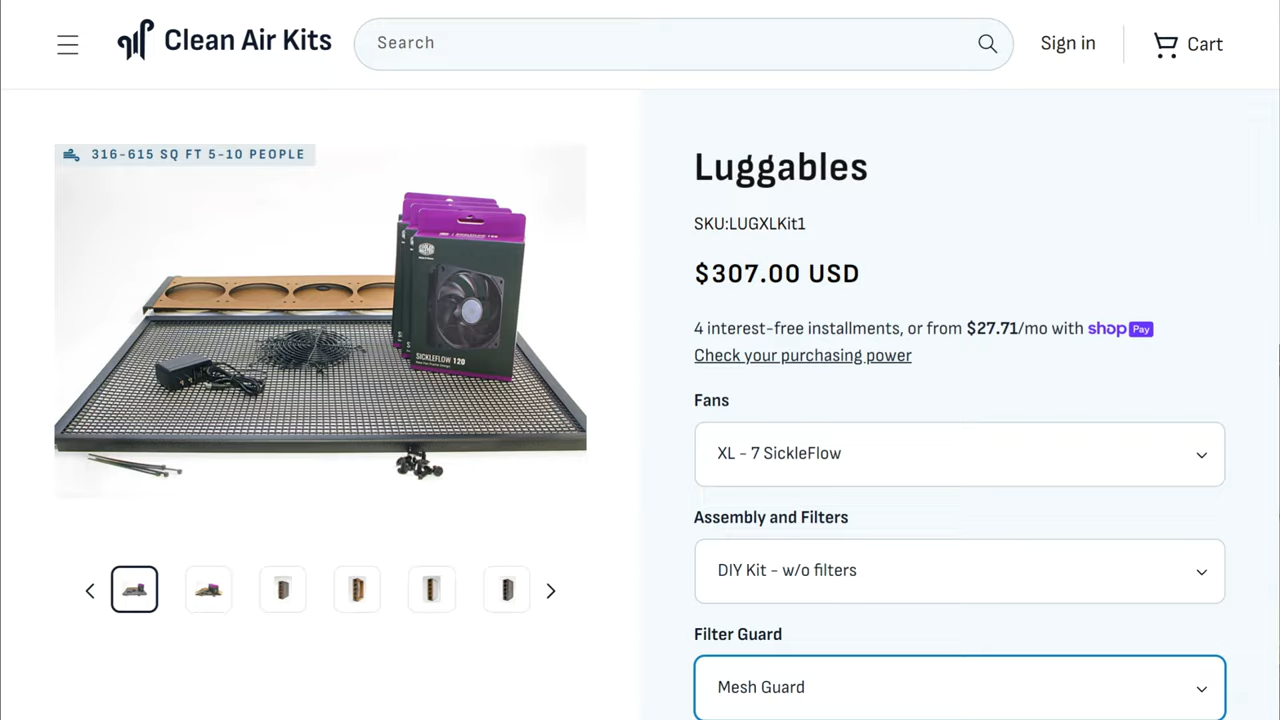 Clean Air Kits
Search
Sign in
Cart
316-615 SQ FT 5-10 PEOPLE
SICKLEFLOW 120
Luggables
SKU:LUGXLKit1
$307.00 USD
4 interest-free installments, or from $27.71/mo with shop Pay
Check your purchasing power
Fans
XL - 7 SickleFlow
Assembly and Filters
DIY Kit - w/o filters
Filter Guard
Mesh Guard